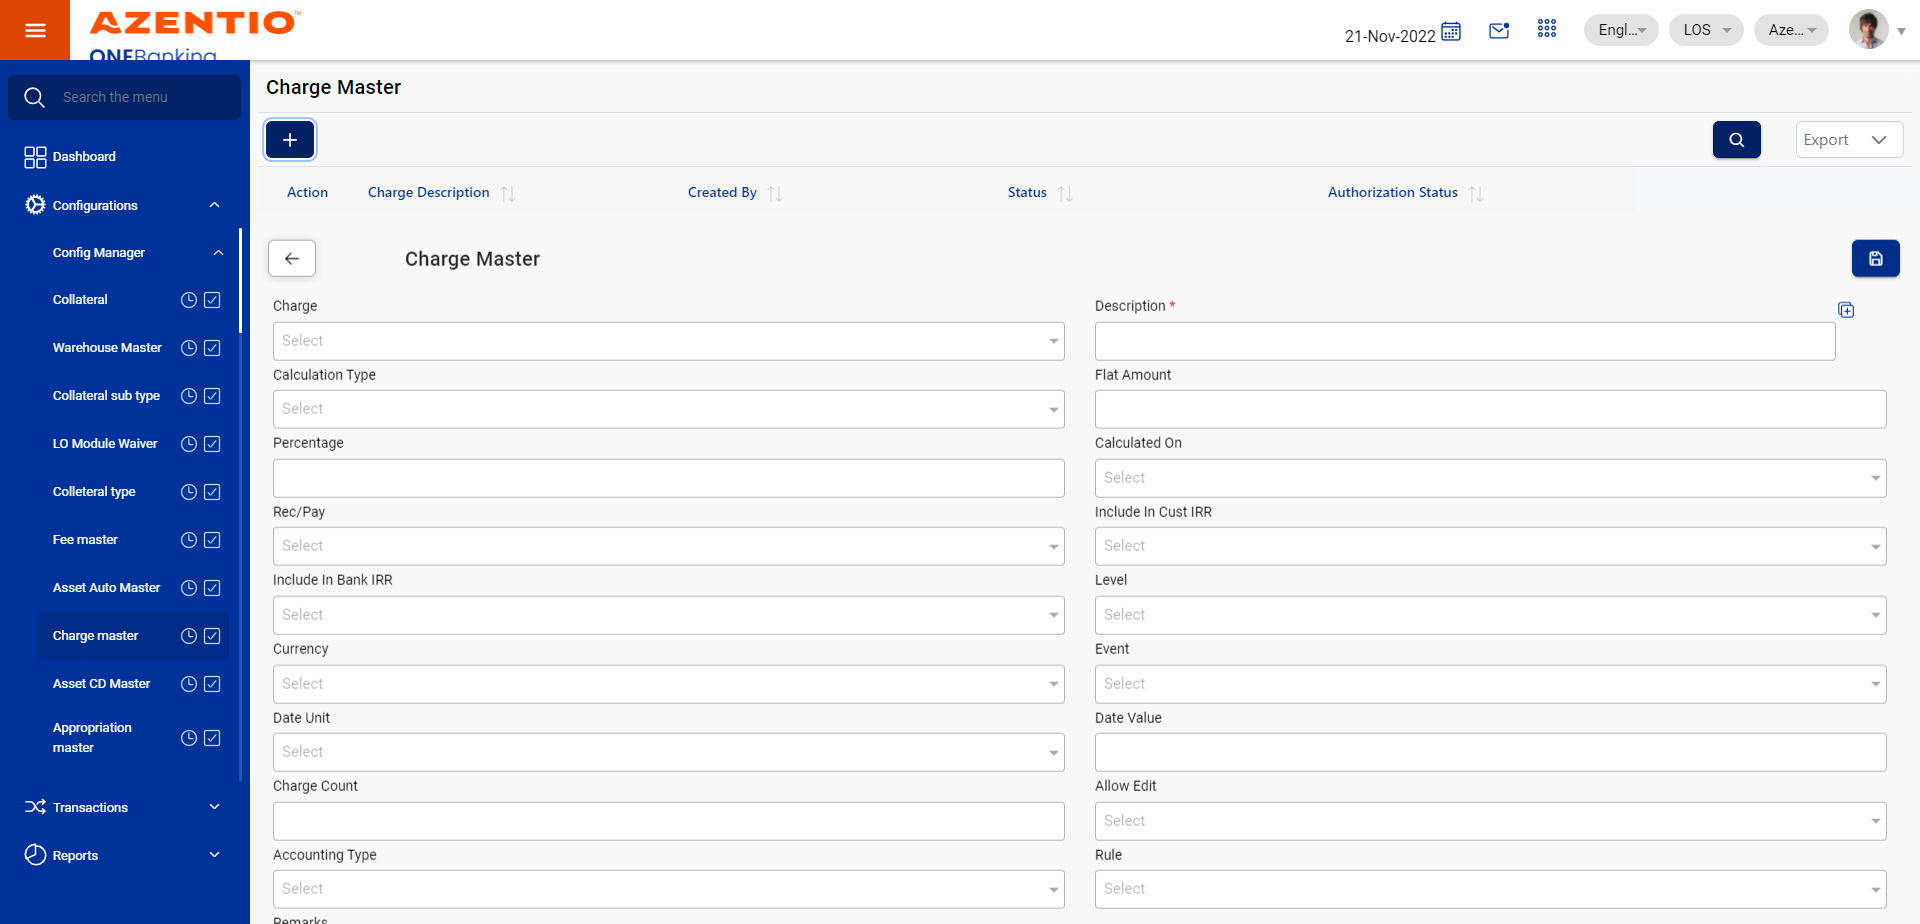 AZENTIO™
ONEBanking
21-Nov-2022
Engl...
LOS
Aze...
Search the menu
Dashboard
Configurations
Config Manager
Collateral
Warehouse Master
Collateral sub type
LO Module Waiver
Colleteral type
Fee master
Asset Auto Master
Charge master
Asset CD Master
Appropriation
master
Transactions
Reports
Charge Master
Export
Action Charge Description Created By Status Authorization Status
Charge Master
Charge
Select
Description *
Calculation Type
Select
Flat Amount
Percentage
Calculated On
Select
Rec/Pay
Select
Include In Cust IRR
Select
Include In Bank IRR
Select
Level
Select
Currency
Select
Event
Select
Date Unit
Select
Date Value
Charge Count
Allow Edit
Select
Accounting Type
Select
Rule
Select
Remarks